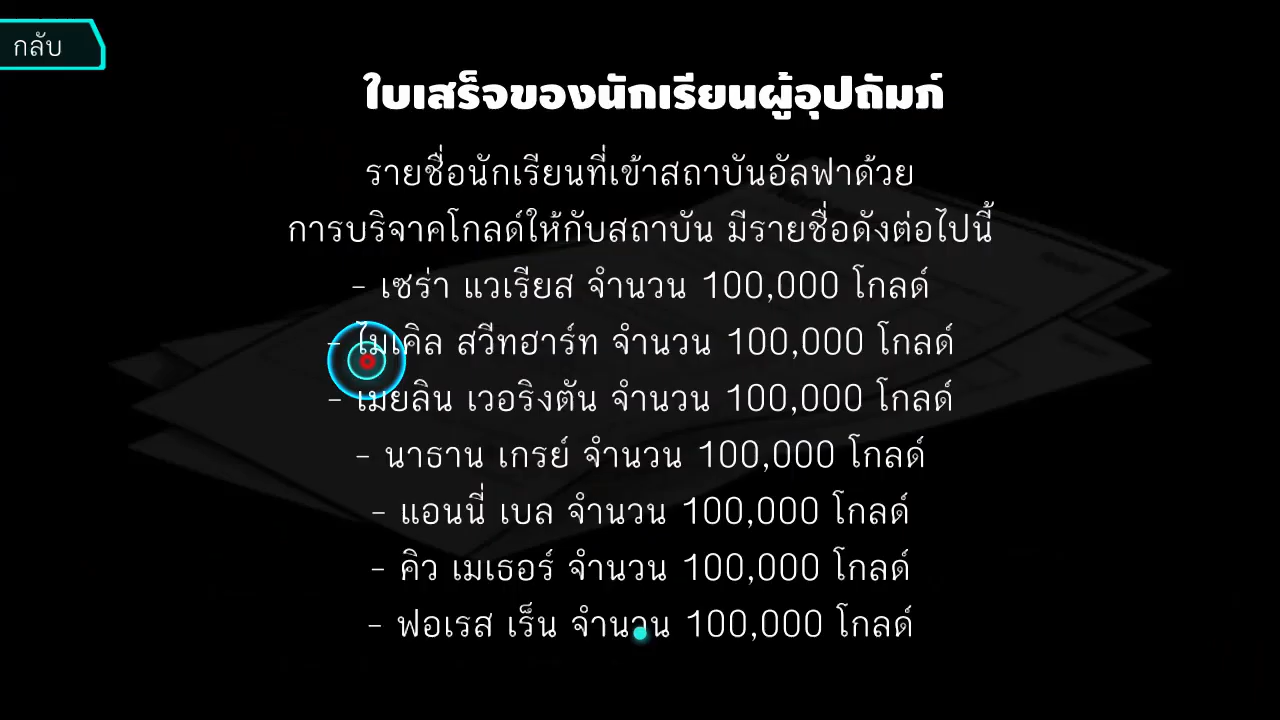 กลับ
ใบเสร็จของนักเรียนผู้อุปถัมภ์
รายชื่อนักเรียนที่เข้าสถาบันอัลฟาด้วย
การบริจาคโกลด์ให้กับสถาบัน มีรายชื่อดังต่อไปนี้
- เซร่า แวเรียส จำนวน 100,000 โกลด์
- ไมเคิล สวีทฮาร์ท จำนวน 100,000 โกลด์
- เมยลิน เวอริงตัน จำนวน 100,000 โกลด์
- นาธาน เกรย์ จำนวน 100,000 โกลด์
- แอนนี่ เบล จำนวน 100,000 โกลด์
- คิว เมเธอร์ จำนวน 100,000 โกลด์
- ฟอเรส เร็น จำนวน 100,000 โกลด์